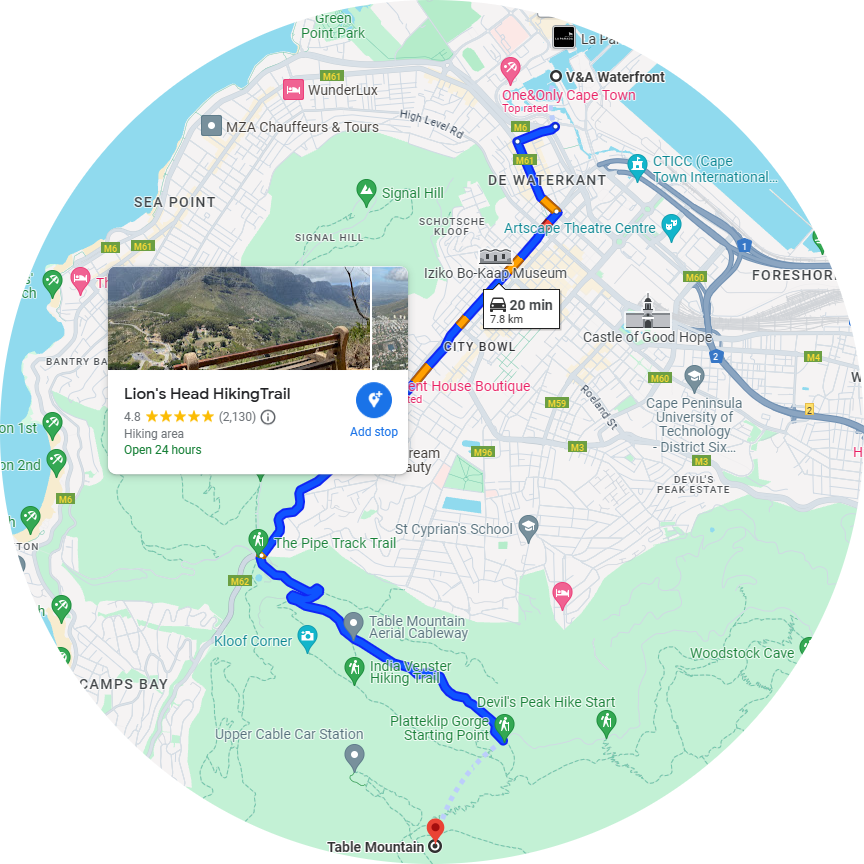 Green
Point Park
La Pa
V&A Waterfront
M61
WunderLux
One&Only Cape Town
Top rated
MZA Chauffeurs & Tours
High Level Rd
M6
M61
CTICC (Cape
Town International...
DE WATERKANT
Signal Hill
SEA POINT
SCHOTSCHE
KLOOF
Artscape Theatre Centre
SIGNAL HILL
M6
M61
1
Iziko Bo-Kaap Museum
FORESHOR
M60
Th
ch
20 min
7.8 km
Castle of Good Hope
CITY BOWL
2
M4
BANTRY BA
W
Lion's Head HikingTrail
4.8
(2,130)
Hiking area
Open 24 hours
Add stop
ent House Boutique
ted
M60
M59
Roeland St
Cape Peninsula
University of
Technology
- District Six...
2
on 1st
M3
M96
ream
auty
M3
H
on 2nd
DEVIL'S
PEAK ESTATE
M6
h
St Cyprian's School
TON
The Pipe Track Trail
M62
h
Table Mountain
Aerial Cableway
Kloof Corner
Woodstock Cave
India Venster
Hiking Trail
CAMPS BAY
Devil's Peak Hike Start
Platteklip Gorge
Starting Point
Upper Cable Car Station
Table Mountain